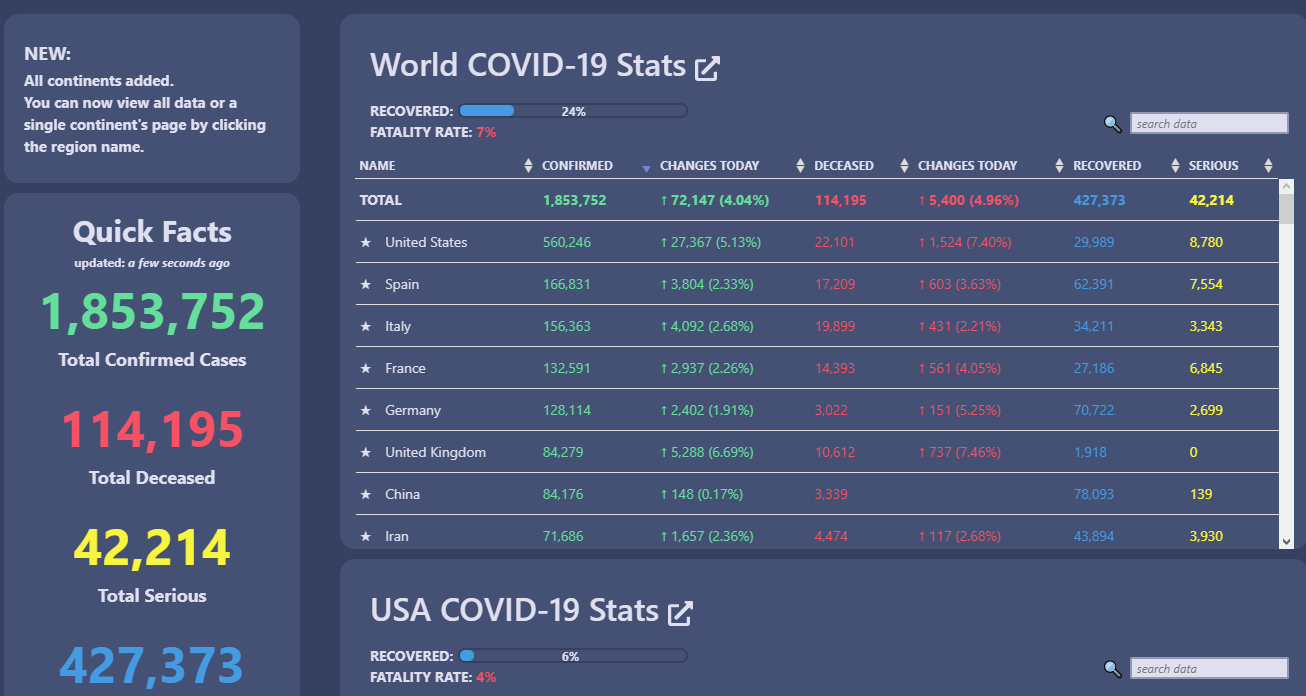 NEW:
All continents added.
You can now view all data or a
single continent's page by clicking
the region name.
Quick Facts
updated: a few seconds ago
1,853,752
Total Confirmed Cases
114,195
Total Deceased
42,214
Total Serious
427,373
World COVID-19 Stats
RECOVERED: 24%
FATALITY RATE: 7%
search data
NAME CONFIRMED CHANGES TODAY DECEASED CHANGES TODAY RECOVERED SERIOUS
TOTAL 1,853,752 ↑ 72,147 (4.04%) 114,195 ↑ 5,400 (4.96%) 427,373 42,214
★ United States 560,246 ↑ 27,367 (5.13%) 22,101 ↑ 1,524 (7.40%) 29,989 8,780
★ Spain 166,831 ↑ 3,804 (2.33%) 17,209 ↑ 603 (3.63%) 62,391 7,554
★ Italy 156,363 ↑ 4,092 (2.68%) 19,899 ↑ 431 (2.21%) 34,211 3,343
★ France 132,591 ↑ 2,937 (2.26%) 14,393 ↑ 561 (4.05%) 27,186 6,845
★ Germany 128,114 ↑ 2,402 (1.91%) 3,022 ↑ 151 (5.25%) 70,722 2,699
★ United Kingdom 84,279 ↑ 5,288 (6.69%) 10,612 ↑ 737 (7.46%) 1,918 0
★ China 84,176 ↑ 148 (0.17%) 3,339 78,093 139
★ Iran 71,686 ↑ 1,657 (2.36%) 4,474 ↑ 117 (2.68%) 43,894 3,930
USA COVID-19 Stats
RECOVERED: 6%
FATALITY RATE: 4%
search data